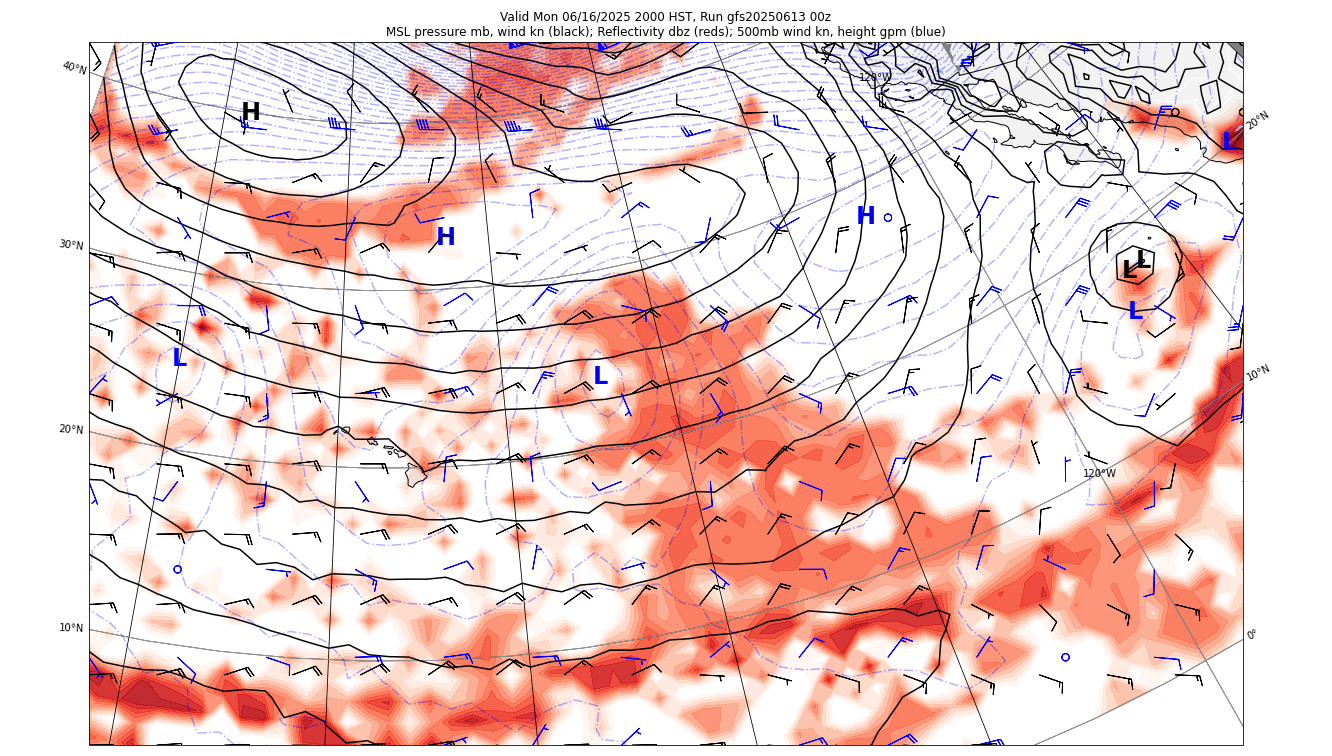 Valid Mon 06/16/2025 2000 HST, Run gfs20250613 00z
MSL pressure mb, wind kn (black); Reflectivity dbz (reds); 500mb wind kn, height gpm (blue)
40°N
120°W
20°N
H
L
H
H
30°N
L
L
L
L
L
10°N
20°N
120°W
10°N
0°